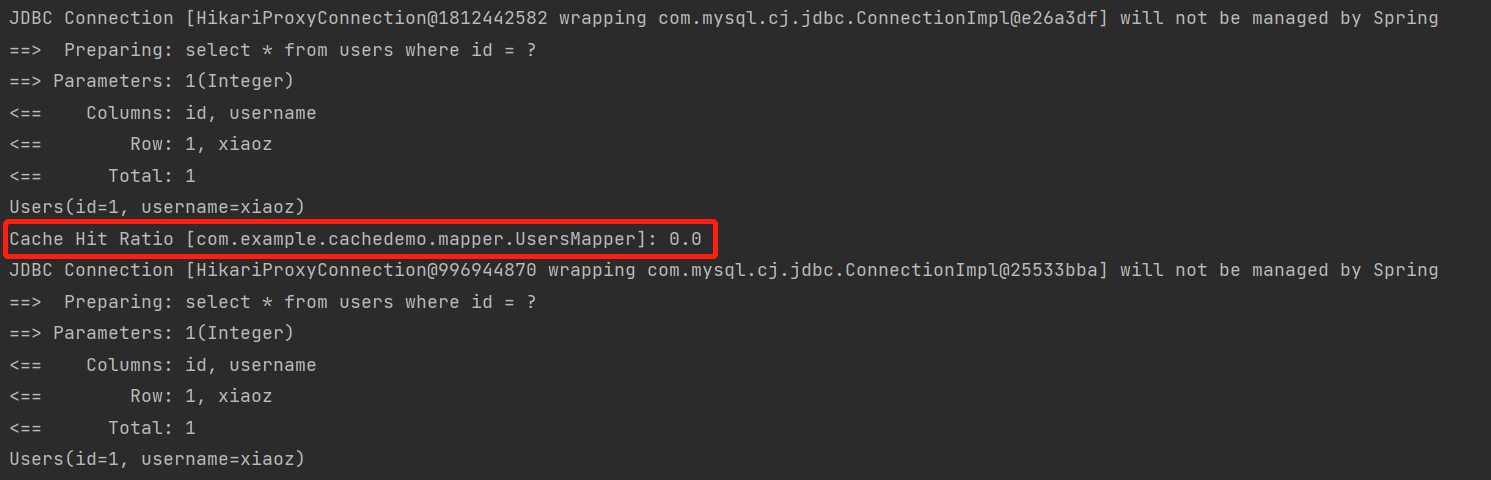 JDBC Connection [HikariProxyConnection@1812442582 wrapping com.mysql.cj.jdbc.ConnectionImpl@e26a3df] will not be managed by Spring
==>  Preparing: select * from users where id = ?
==> Parameters: 1(Integer)
<==    Columns: id, username
<==        Row: 1, xiaoz
<==      Total: 1
Users(id=1, username=xiaoz)
Cache Hit Ratio [com.example.cachedemo.mapper.UsersMapper]: 0.0
JDBC Connection [HikariProxyConnection@996944870 wrapping com.mysql.cj.jdbc.ConnectionImpl@25533bba] will not be managed by Spring
==>  Preparing: select * from users where id = ?
==> Parameters: 1(Integer)
<==    Columns: id, username
<==        Row: 1, xiaoz
<==      Total: 1
Users(id=1, username=xiaoz)